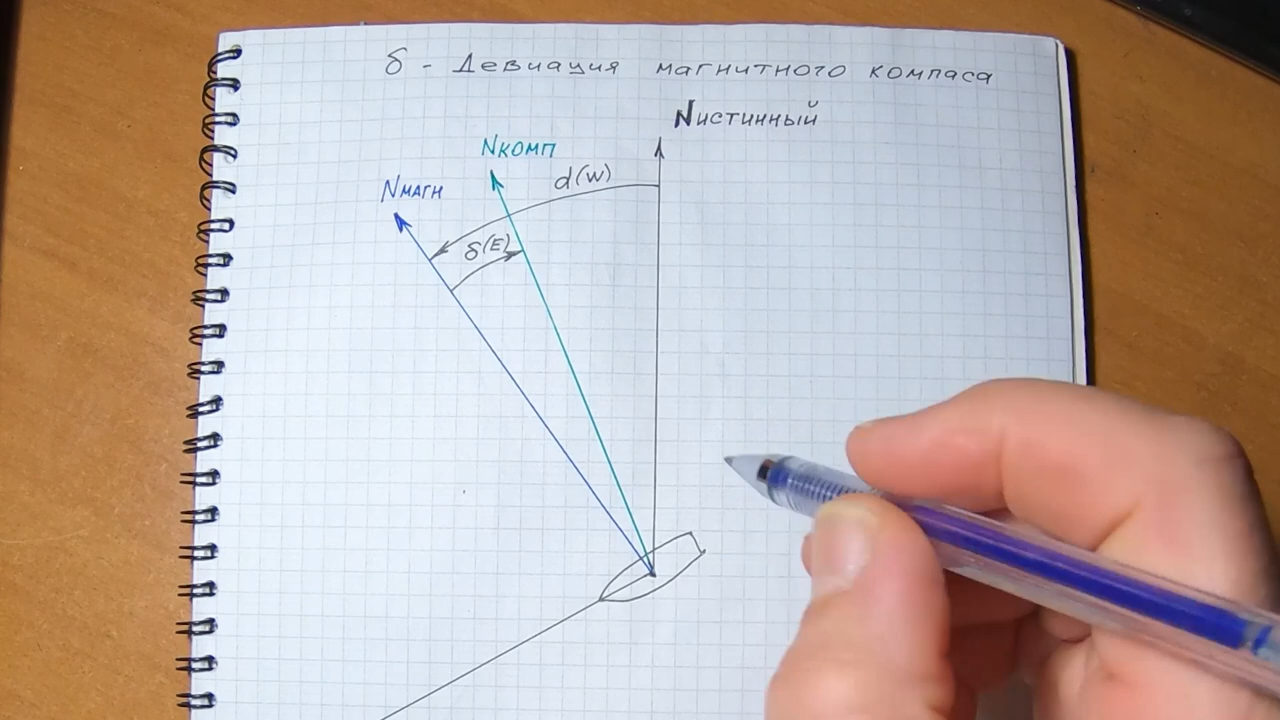 δ - Девиация магнитного компаса
Nистинный
Nкомп
d(W)
Nмагн
δ(E)